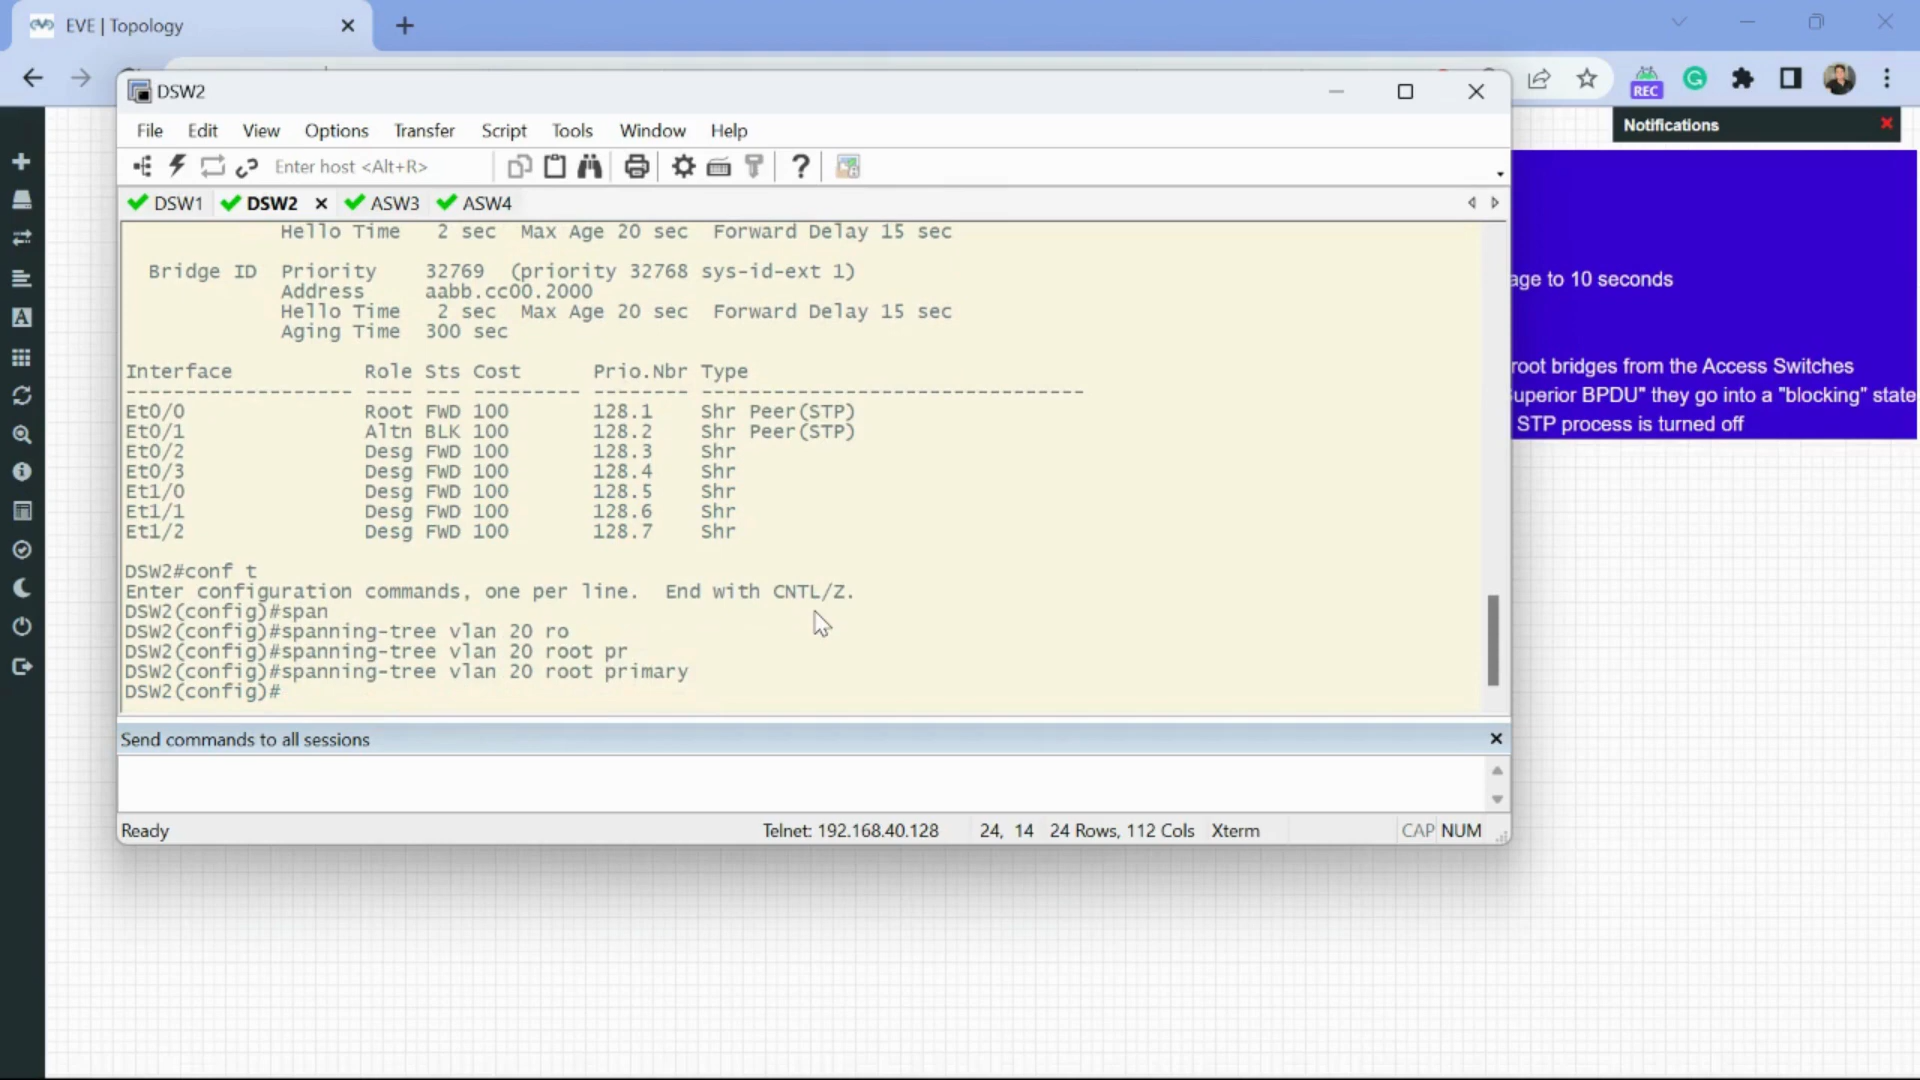 EVE | Topology
REC
DSW2
File Edit View Options Transfer Script Tools Window Help
Enter host <Alt+R>
DSW1 DSW2 ASW3 ASW4
Notifications
age to 10 seconds
root bridges from the Access Switches
uperior BPDU" they go into a "blocking" state
STP process is turned off
Hello Time 2 sec Max Age 20 sec Forward Delay 15 sec
Bridge ID Priority 32769 (priority 32768 sys-id-ext 1)
Address aabb.cc00.2000
Hello Time 2 sec Max Age 20 sec Forward Delay 15 sec
Aging Time 300 sec
Interface Role Sts Cost Prio.Nbr Type
------------------- ---- --- --------- -------- --------------------------------
Et0/0 Root FWD 100 128.1 Shr Peer(STP)
Et0/1 Altn BLK 100 128.2 Shr Peer(STP)
Et0/2 Desg FWD 100 128.3 Shr
Et0/3 Desg FWD 100 128.4 Shr
Et1/0 Desg FWD 100 128.5 Shr
Et1/1 Desg FWD 100 128.6 Shr
Et1/2 Desg FWD 100 128.7 Shr
DSW2#conf t
Enter configuration commands, one per line. End with CNTL/Z.
DSW2(config)#span
DSW2(config)#spanning-tree vlan 20 ro
DSW2(config)#spanning-tree vlan 20 root pr
DSW2(config)#spanning-tree vlan 20 root primary
DSW2(config)#
Send commands to all sessions
Ready Telnet: 192.168.40.128 24, 14 24 Rows, 112 Cols Xterm CAP NUM